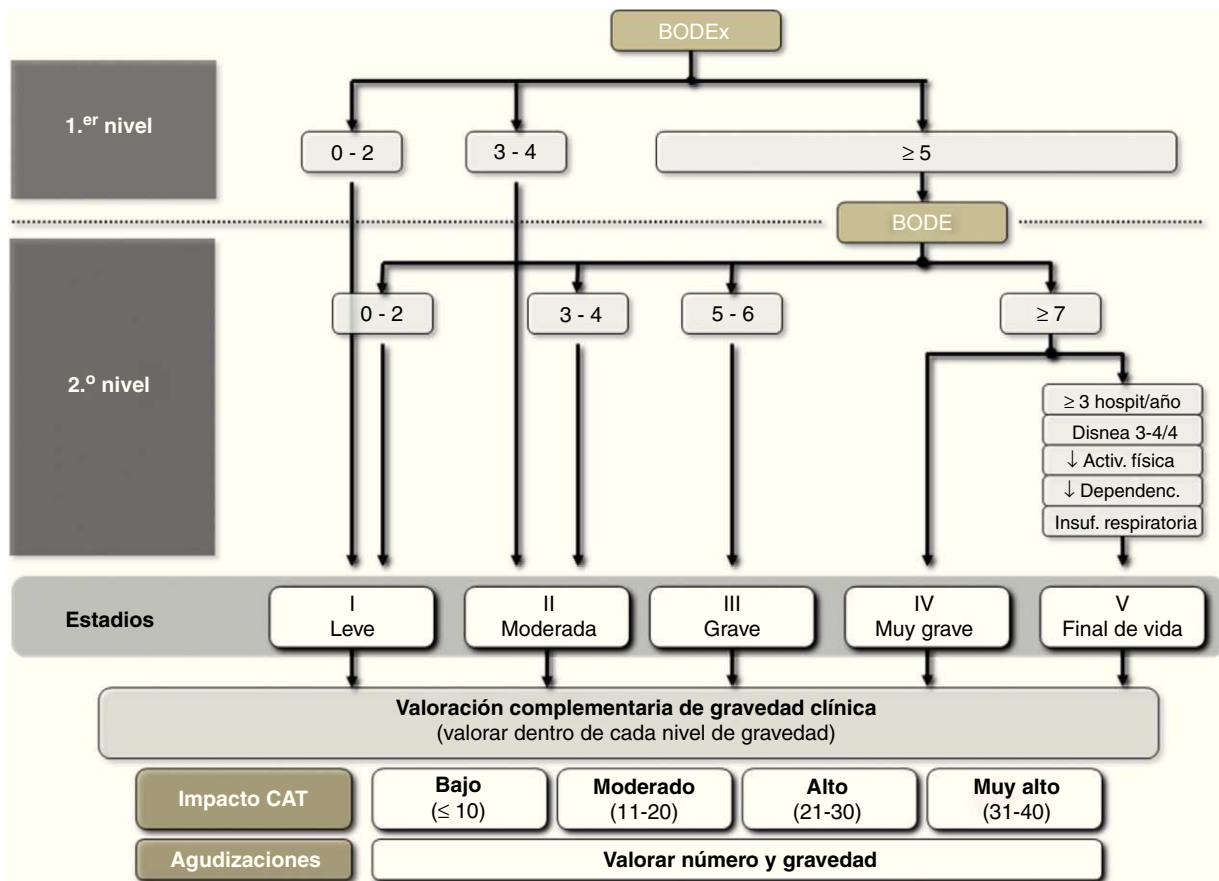 BODEx
1.er nivel
0 - 2
3 - 4
≥ 5
BODE
2.º nivel
0 - 2
3 - 4
5 - 6
≥ 7
≥ 3 hospit/año
Disnea 3-4/4
↓ Activ. física
↓ Dependenc.
Insuf. respiratoria
Estadios
I
Leve
II
Moderada
III
Grave
IV
Muy grave
V
Final de vida
Valoración complementaria de gravedad clínica
(valorar dentro de cada nivel de gravedad)
Impacto CAT
Bajo
(≤ 10)
Moderado
(11-20)
Alto
(21-30)
Muy alto
(31-40)
Agudizaciones
Valorar número y gravedad